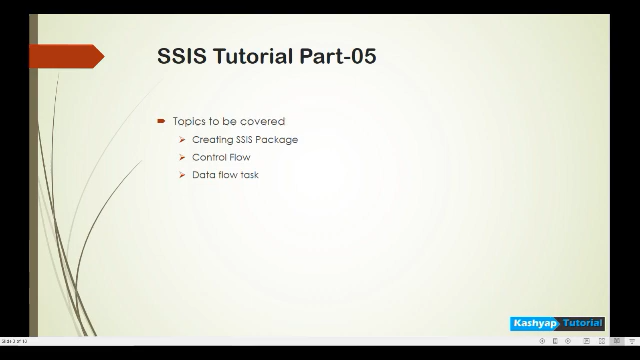 SSIS Tutorial Part-05
Topics to be covered
Creating SSIS Package
Control Flow
Data flow task
Kashyap Tutorial